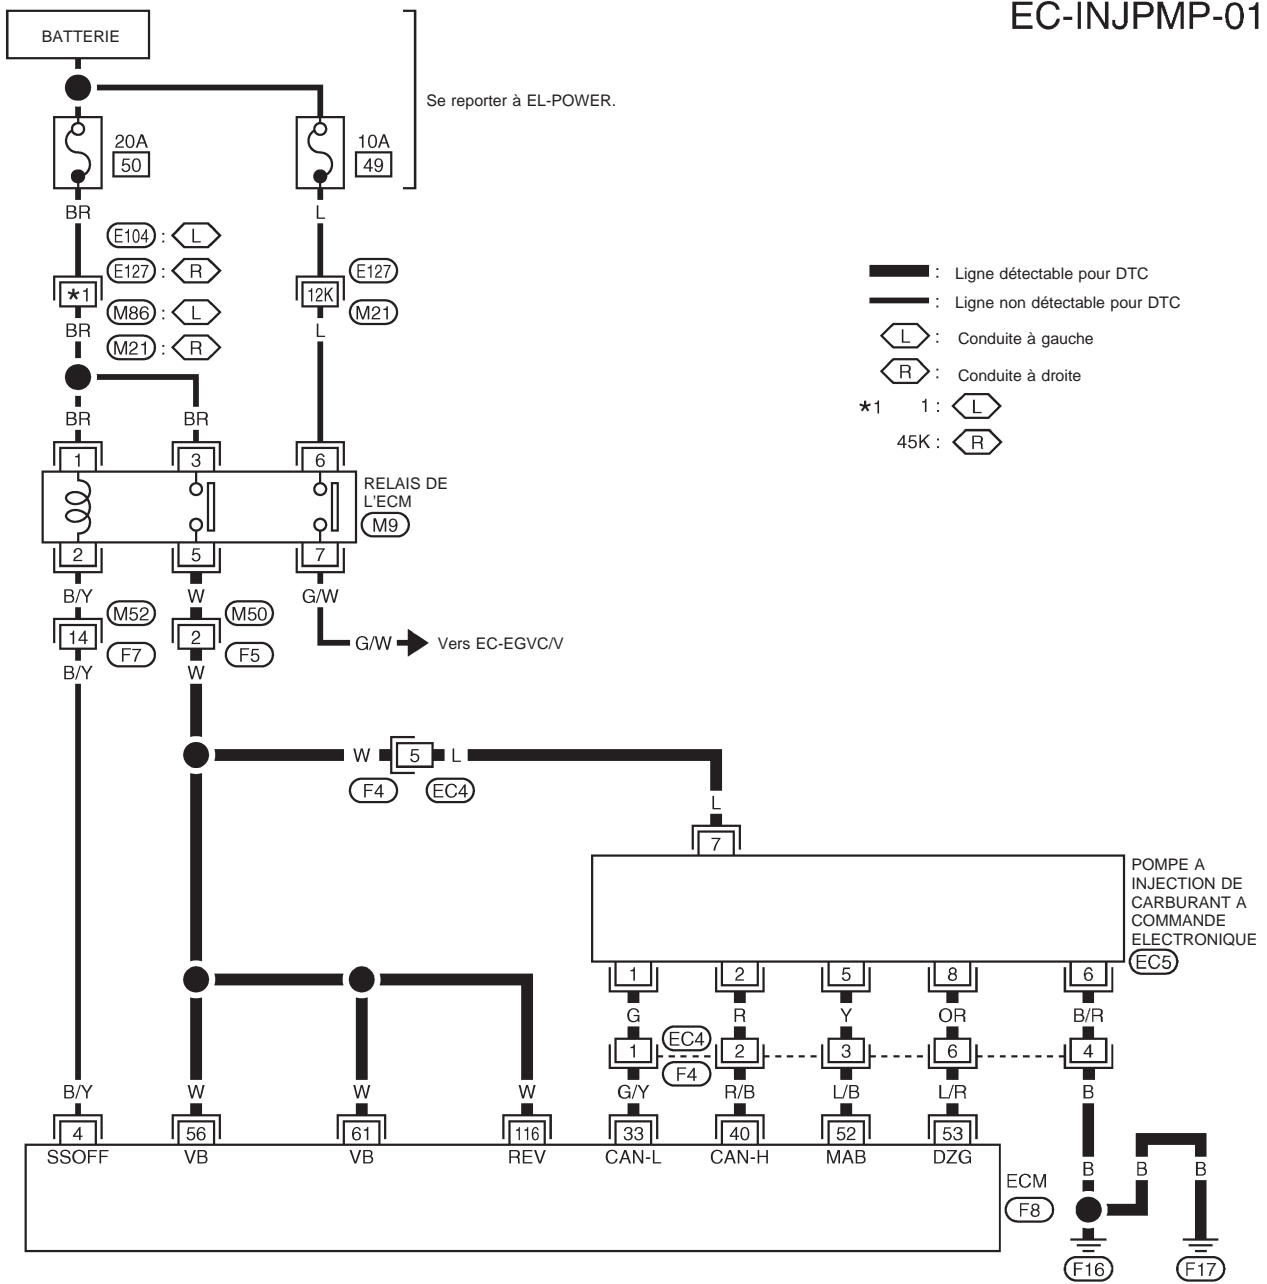 EC-INJPMP-01
BATTERIE
Se reporter à EL-POWER.
20A
50
10A
49
BR
L
E104 : L
E127 : R
*1
M86 : L
M21 : R
12K
E127
M21
BR
L
BR
BR
1
3
6
RELAIS DE
L'ECM
M9
2
5
7
B/Y
W
G/W
M52
M50
14
2
F7
F5
B/Y
W
G/W
Vers EC-EGVC/V
: Ligne détectable pour DTC
: Ligne non détectable pour DTC
L : Conduite à gauche
R : Conduite à droite
*1 1 : L
45K : R
W
5
L
F4
EC4
L
7
POMPE A
INJECTION DE
CARBURANT A
COMMANDE
ELECTRONIQUE
EC5
1
2
5
8
6
G
R
Y
OR
B/R
EC4
1
2
3
6
4
F4
B/Y
W
W
W
G/Y
R/B
L/B
L/R
B
4
56
61
116
33
40
52
53
SSOFF
VB
VB
REV
CAN-L
CAN-H
MAB
DZG
ECM
F8
B
B
B
F16
F17